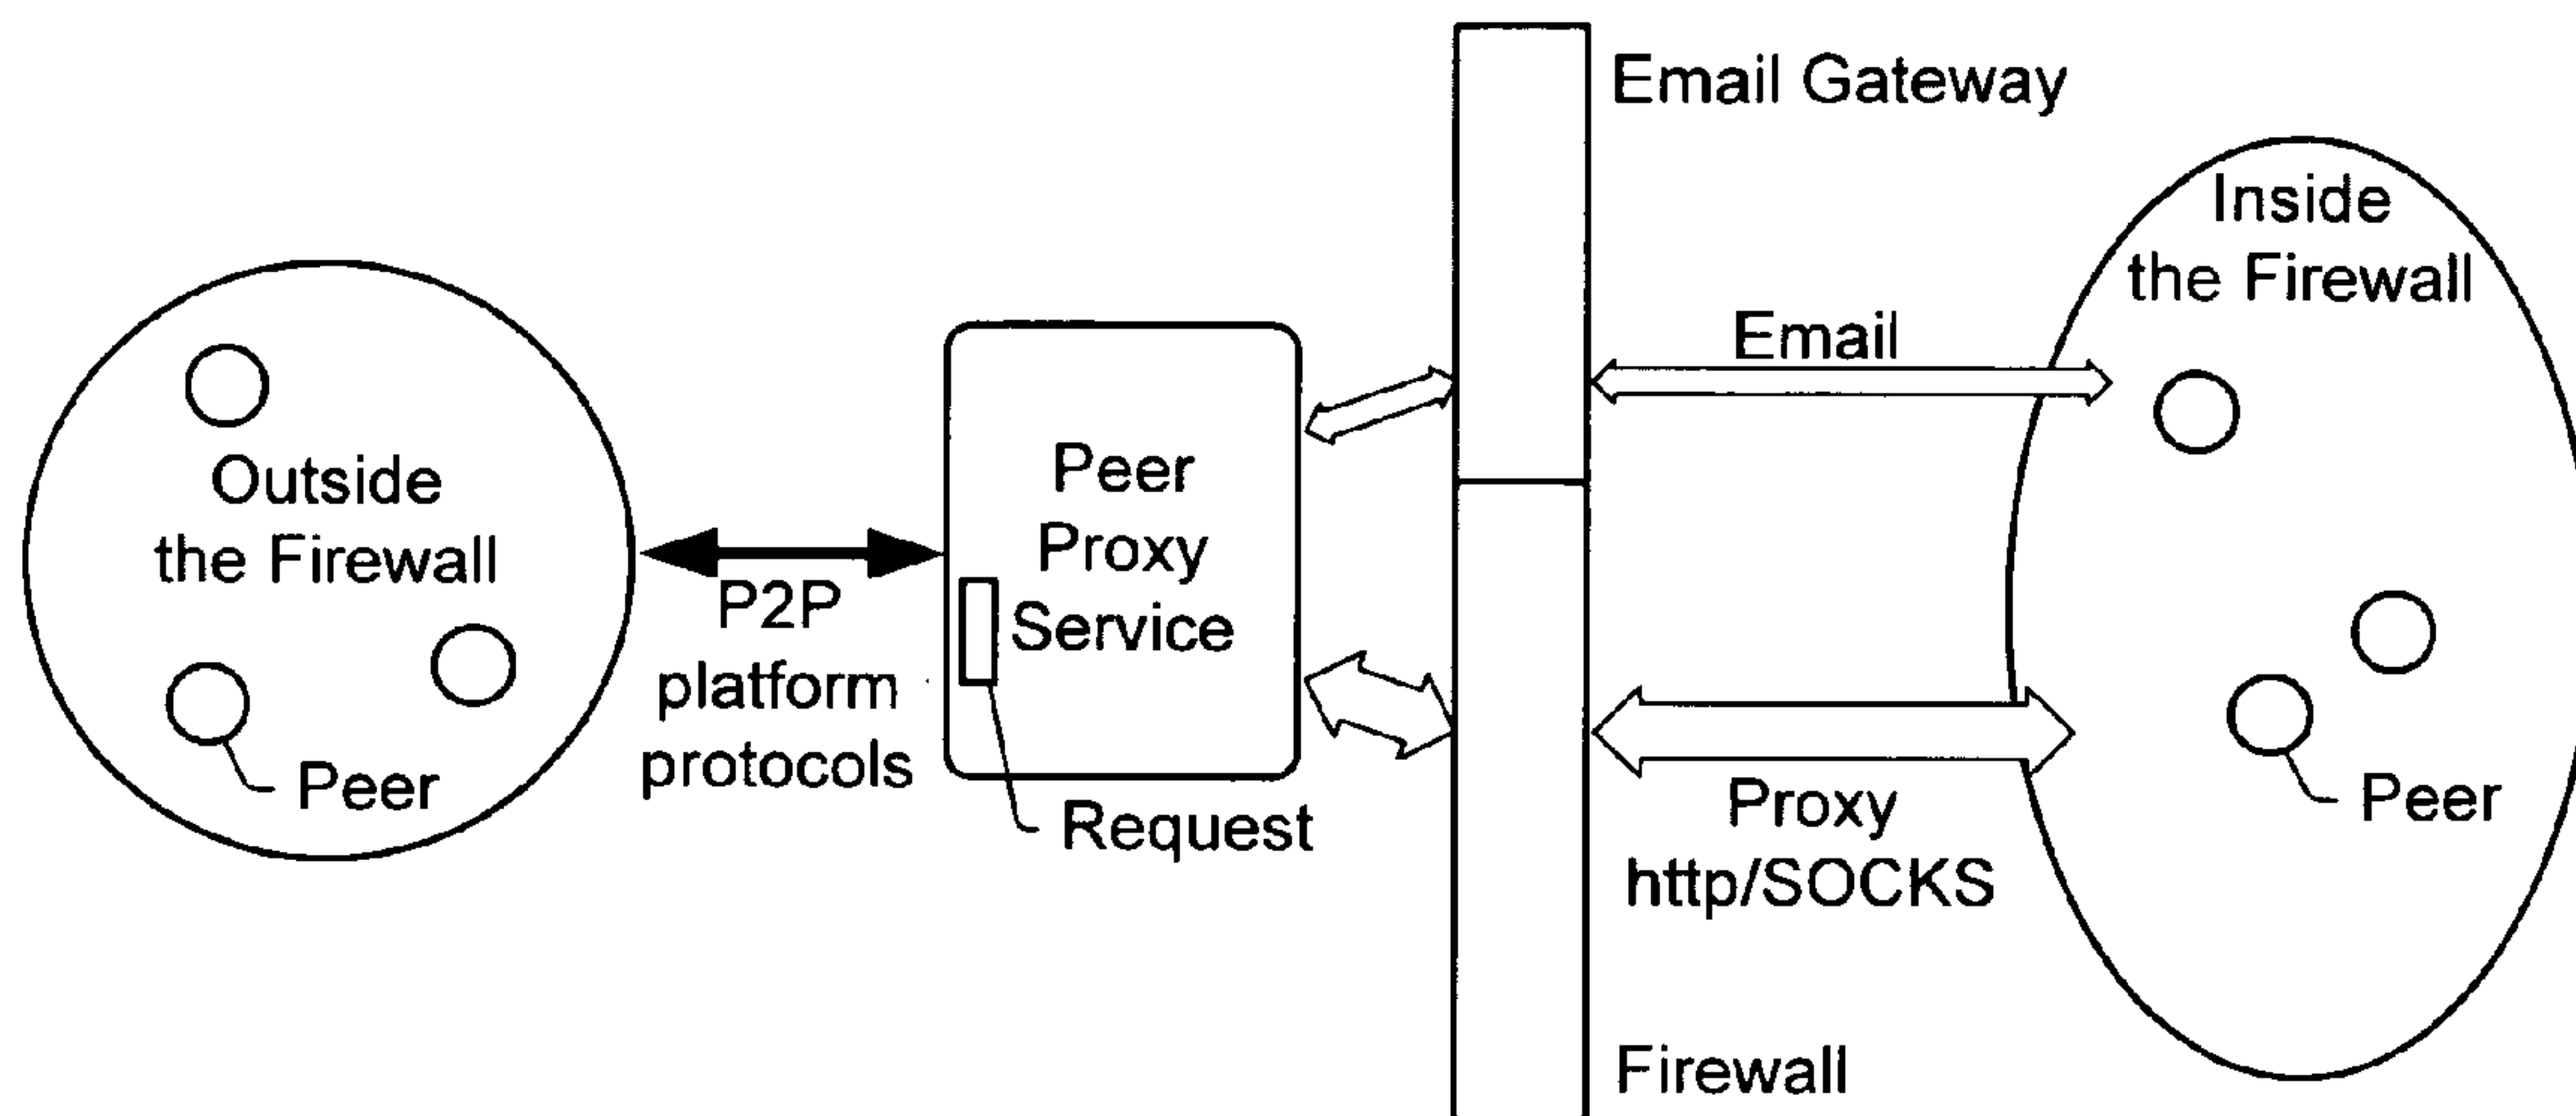 Email Gateway
Inside
the Firewall
Email
Outside
the Firewall
Peer
P2P
platform
protocols
Peer
Proxy
Service
Request
Proxy
http/SOCKS
Peer
Firewall